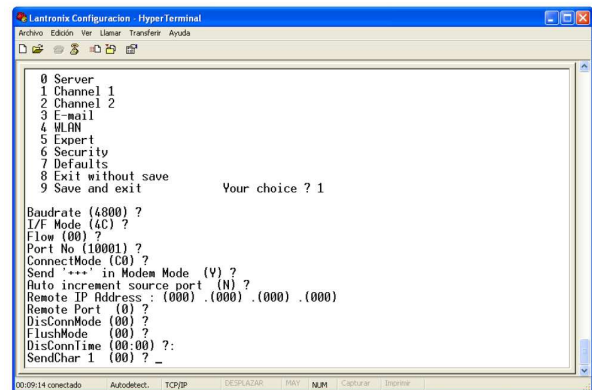 Lantronix Configuracion - HyperTerminal
Archivo Edición Ver Llamar Transferir Ayuda
0 Server
1 Channel 1
2 Channel 2
3 E-mail
4 WLAN
5 Expert
6 Security
7 Defaults
8 Exit without save
9 Save and exit Your choice ? 1
Baudrate (4800) ?
I/F Mode (4C) ?
Flow (00) ?
Port No (10001) ?
ConnectMode (C0) ?
Send '+++' in Modem Mode (Y) ?
Auto increment source port (N) ?
Remote IP Address : (000) .(000) .(000) .(000)
Remote Port (0) ?
DisConnMode (00) ?
FlushMode (00) ?
DisConnTime (00:00) ?:
SendChar 1 (00) ? _
00:09:14 conectado Autodetect. TCP/IP DESPLAZAR MAY NUM Capturar Imprimir